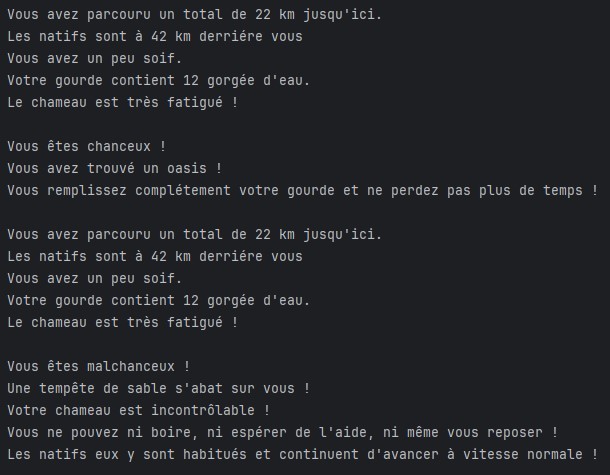 Vous avez parcouru un total de 22 km jusqu'ici.
Les natifs sont à 42 km derriére vous
Vous avez un peu soif.
Votre gourde contient 12 gorgée d'eau.
Le chameau est très fatigué !
Vous êtes chanceux !
Vous avez trouvé un oasis !
Vous remplissez complétement votre gourde et ne perdez pas plus de temps !
Vous avez parcouru un total de 22 km jusqu'ici.
Les natifs sont à 42 km derriére vous
Vous avez un peu soif.
Votre gourde contient 12 gorgée d'eau.
Le chameau est très fatigué !
Vous êtes malchanceux !
Une tempête de sable s'abat sur vous !
Votre chameau est incontrôlable !
Vous ne pouvez ni boire, ni espérer de l'aide, ni même vous reposer !
Les natifs eux y sont habitués et continuent d'avancer à vitesse normale !